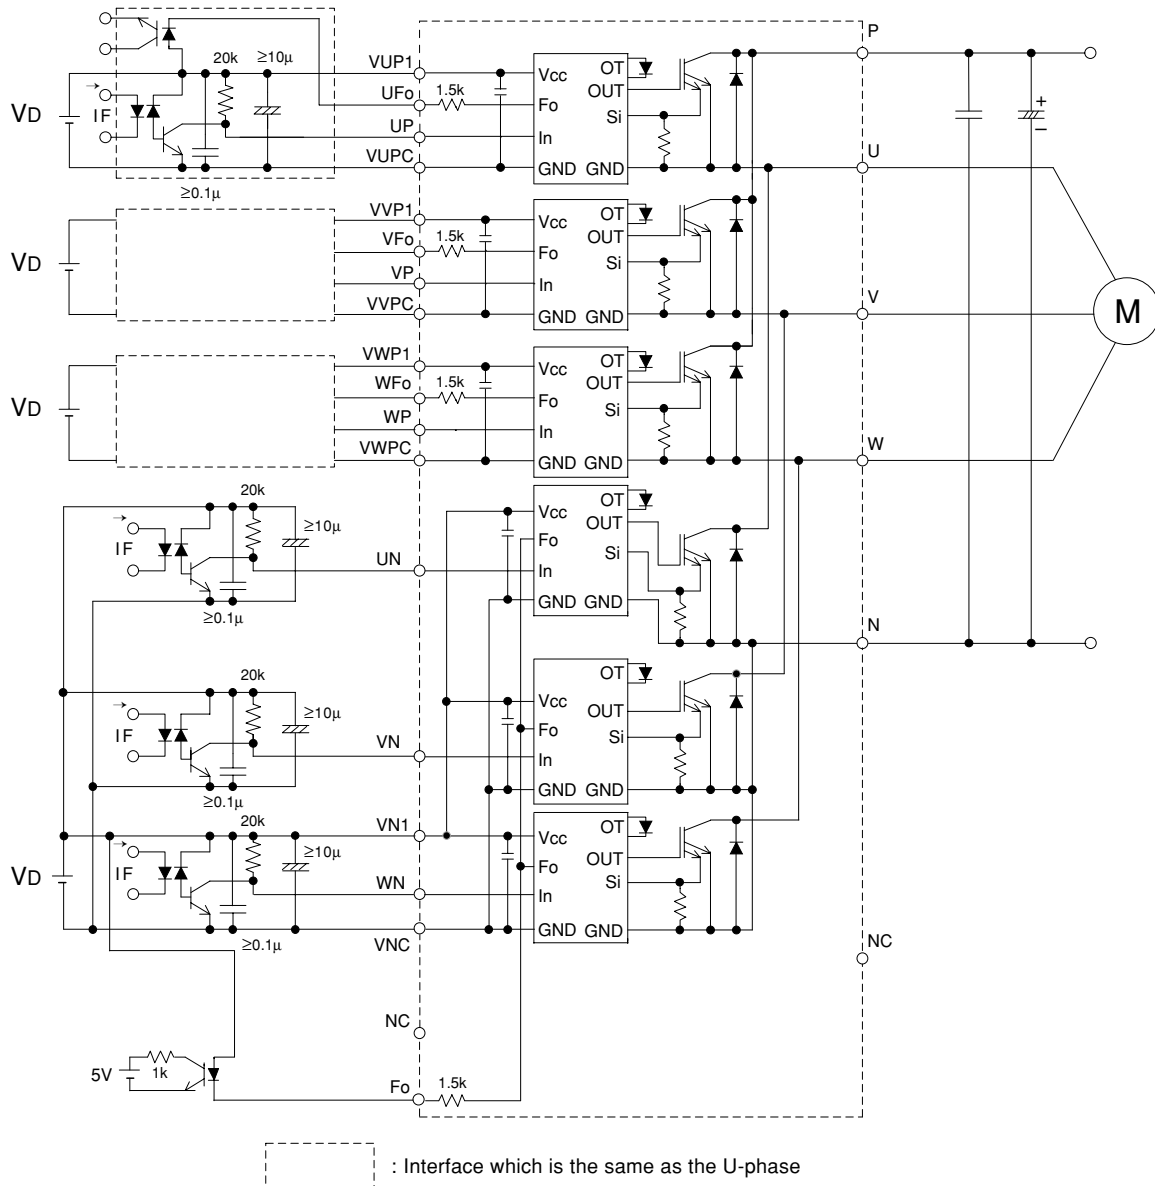 20k ≥10μ VUP1 Vcc OT P
VD IF UFo 1.5k Fo OUT
UP In Si + –
VUPC GND GND U
≥0.1μ
VVP1 Vcc OT
VFo 1.5k Fo OUT
VD VP In Si
VVPC GND GND V
M
VWP1 Vcc OT
WFo 1.5k Fo OUT
VD WP In Si
VWPC GND GND W
20k Vcc OT
IF ≥10μ Fo OUT
UN In Si
≥0.1μ GND GND N
20k Vcc OT
IF ≥10μ Fo OUT
VN In Si
≥0.1μ GND GND
20k VN1 Vcc OT
IF ≥10μ Fo OUT
VD WN In Si
≥0.1μ VNC GND GND
NC
NC
5V 1k
Fo 1.5k
: Interface which is the same as the U-phase